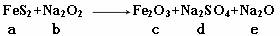 FeS₂+Na₂O₂ ⟶ Fe₂O₃+Na₂SO₄+Na₂O
a b c d e